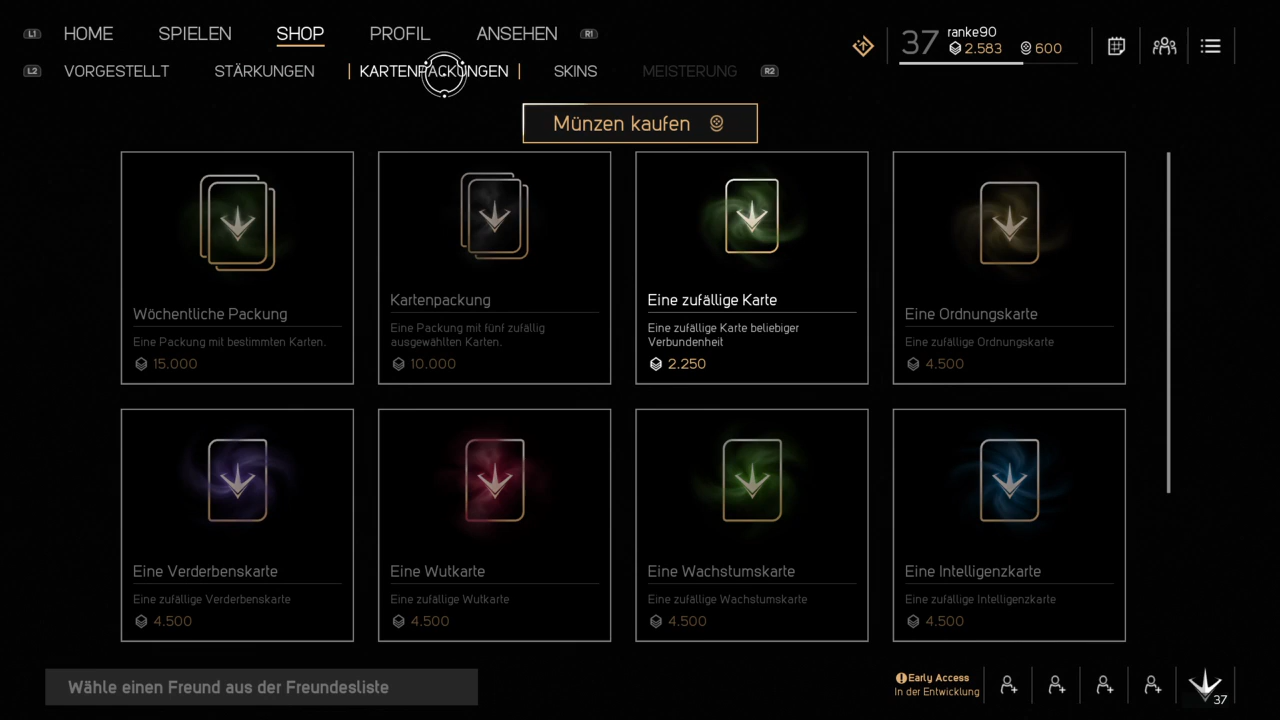 L1 HOME SPIELEN SHOP PROFIL ANSEHEN R1
37 ranke90
2.583 600
L2 VORGESTELLT STÄRKUNGEN KARTENPACKUNGEN SKINS MEISTERUNG R2
Münzen kaufen
Wöchentliche Packung
Eine Packung mit bestimmten Karten.
15.000
Kartenpackung
Eine Packung mit fünf zufällig
ausgewählten Karten.
10.000
Eine zufällige Karte
Eine zufällige Karte beliebiger
Verbundenheit
2.250
Eine Ordnungskarte
Eine zufällige Ordnungskarte
4.500
Eine Verderbenskarte
Eine zufällige Verderbenskarte
4.500
Eine Wutkarte
Eine zufällige Wutkarte
4.500
Eine Wachstumskarte
Eine zufällige Wachstumskarte
4.500
Eine Intelligenzkarte
Eine zufällige Intelligenzkarte
4.500
Wähle einen Freund aus der Freundesliste
Early Access
In der Entwicklung
37